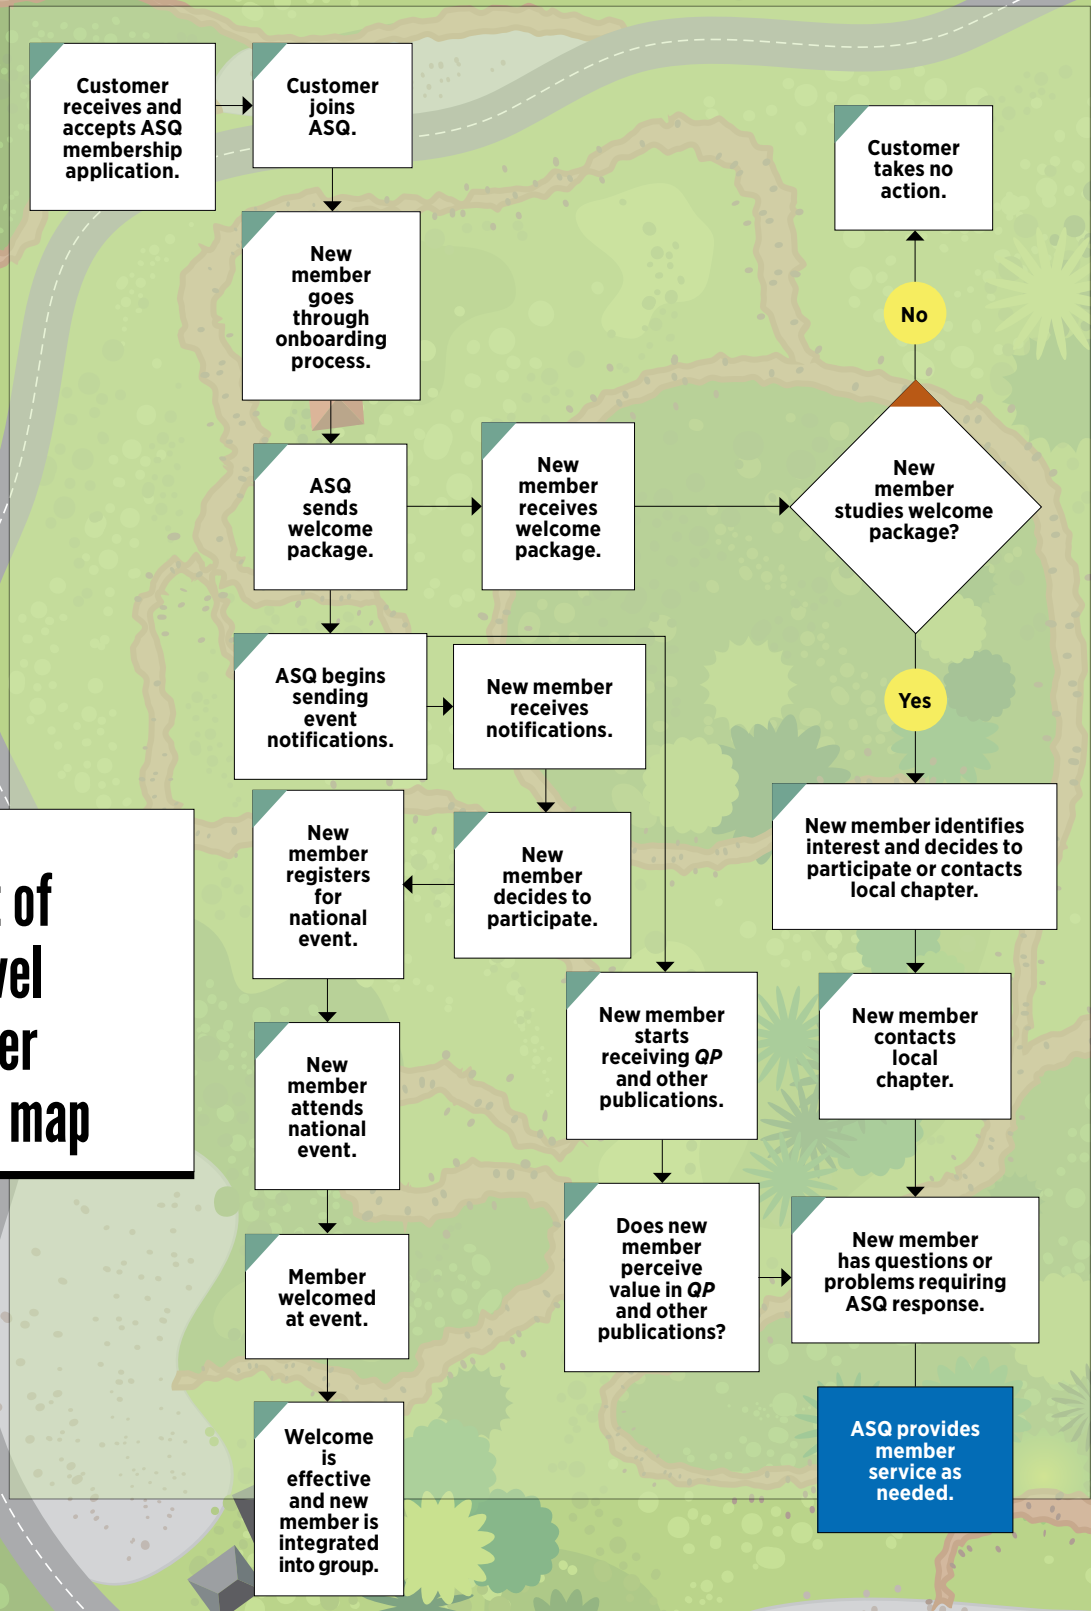 Customer
receives and
accepts ASQ
membership
application.
Customer
joins
ASQ.
Customer
takes no
action.
New
member
goes
through
onboarding
process.
No
ASQ
sends
welcome
package.
New
member
receives
welcome
package.
New
member
studies welcome
package?
ASQ begins
sending
event
notifications.
New member
receives
notifications.
Yes
New
member
registers
for
national
event.
New
member
decides to
participate.
New member identifies
interest and decides to
participate or contacts
local chapter.
of
map
New
member
attends
national
event.
New member
starts
receiving QP
and other
publications.
New member
contacts
local
chapter.
Member
welcomed
at event.
Does new
member
perceive
value in QP
and other
publications?
New member
has questions or
problems requiring
ASQ response.
Welcome
is
effective
and new
member is
integrated
into group.
ASQ provides
member
service as
needed.